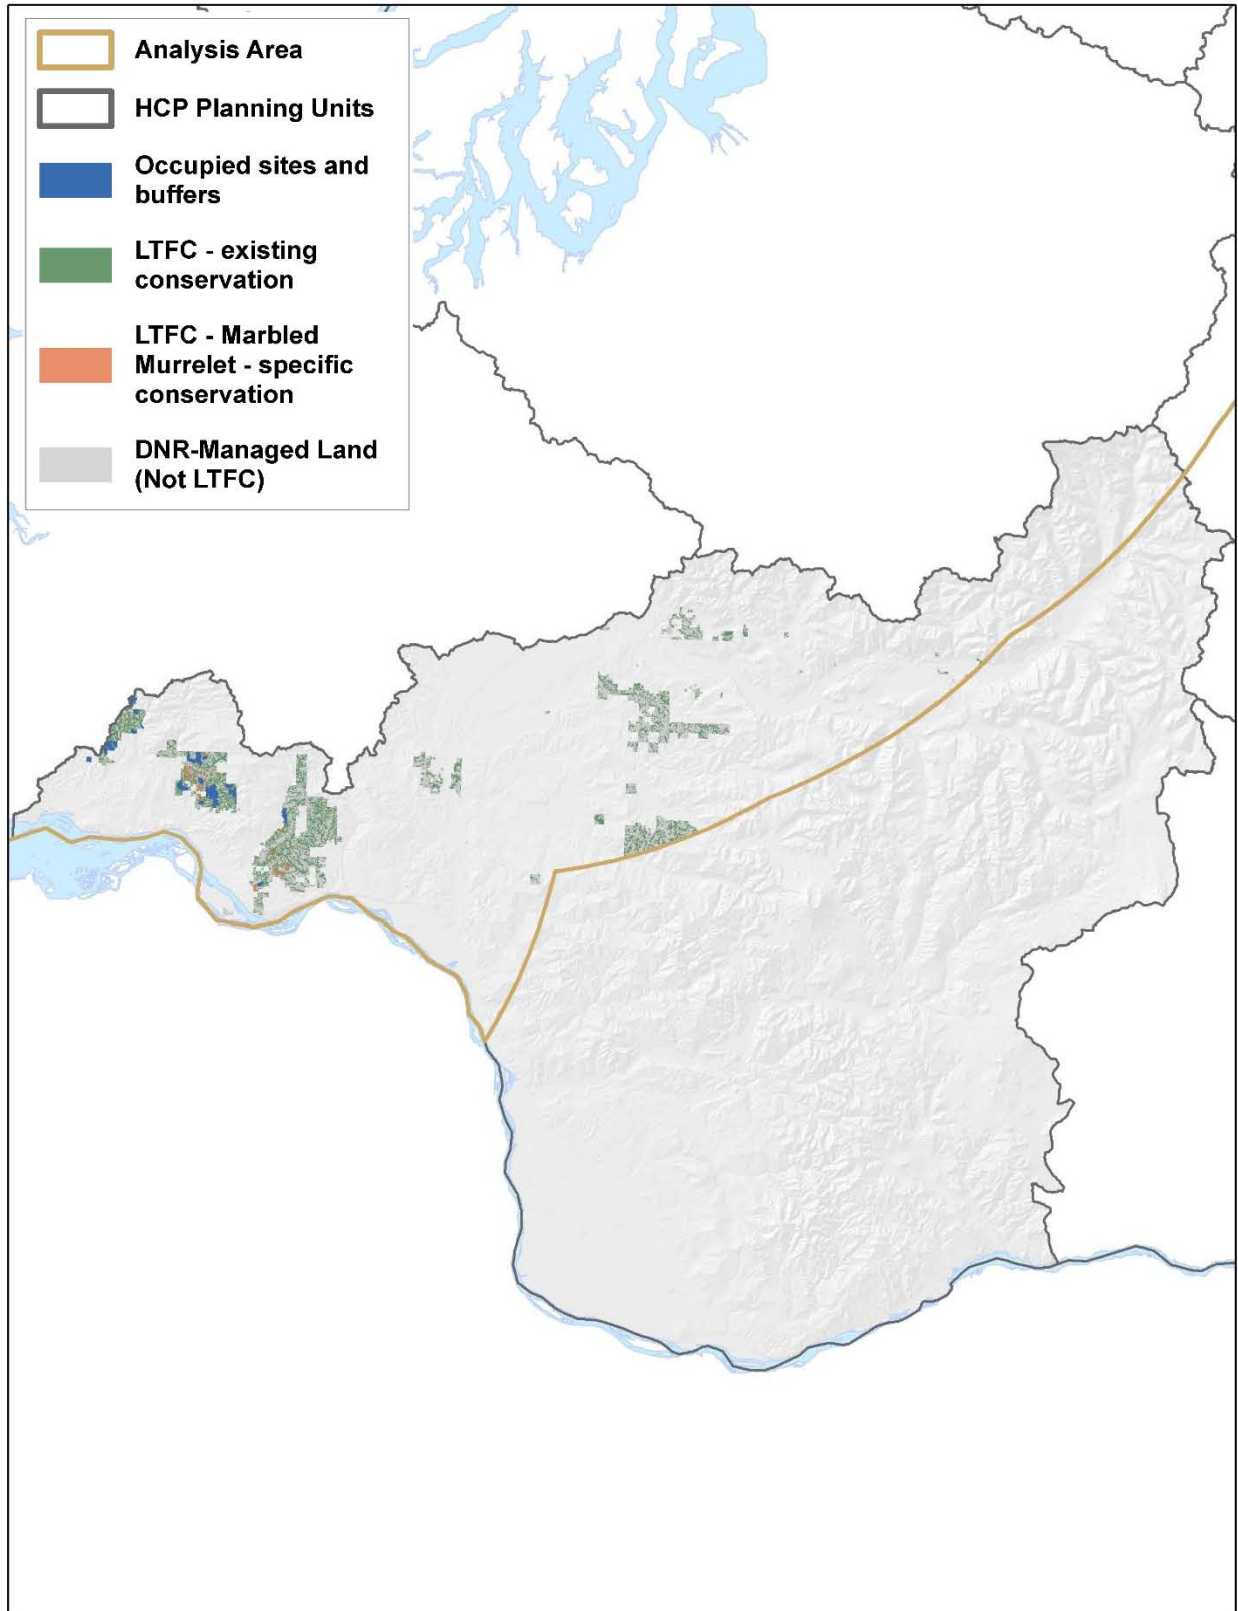 Analysis Area
HCP Planning Units
Occupied sites and
buffers
LTFC - existing
conservation
LTFC - Marbled
Murrelet - specific
conservation
DNR-Managed Land
(Not LTFC)